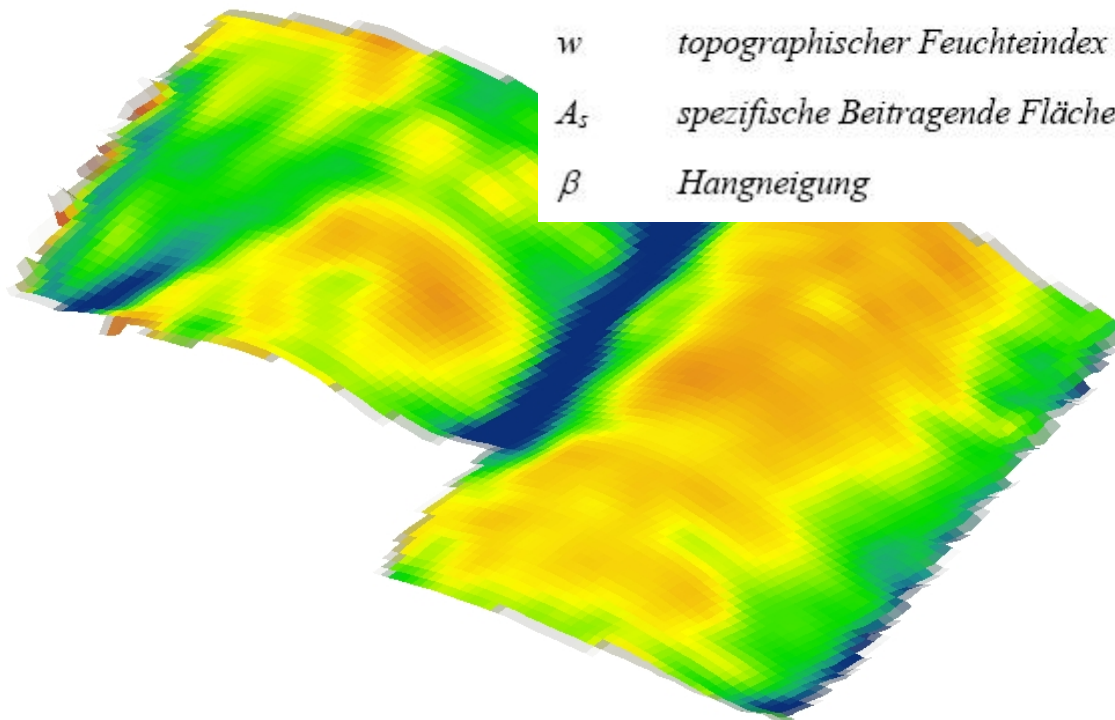 w topographischer Feuchteindex
As spezifische Beitragende Fläche
β Hangneigung